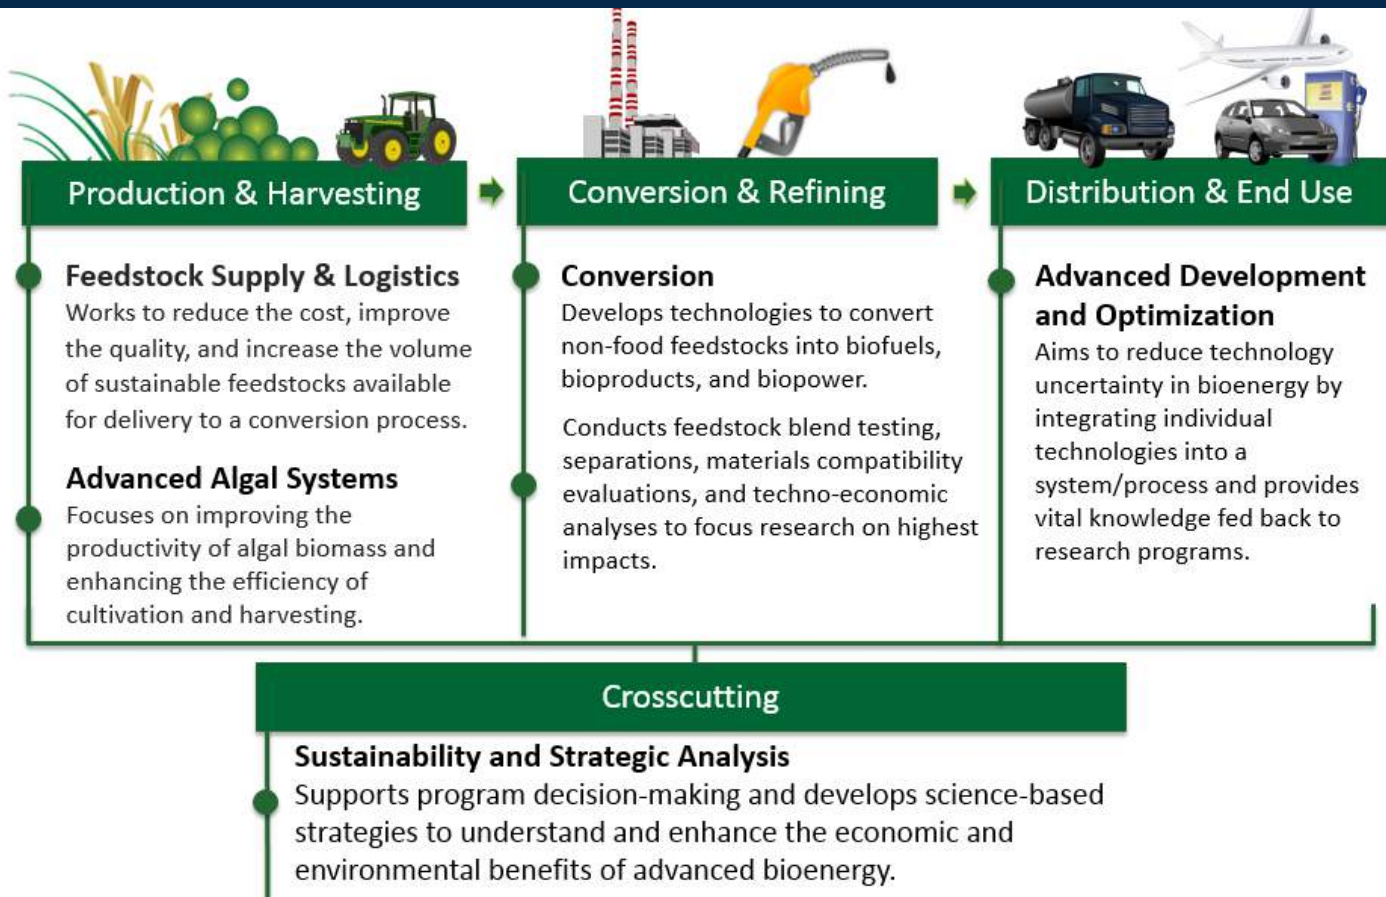 Production & Harvesting
Feedstock Supply & Logistics
Works to reduce the cost, improve
the quality, and increase the volume
of sustainable feedstocks available
for delivery to a conversion process.
Advanced Algal Systems
Focuses on improving the
productivity of algal biomass and
enhancing the efficiency of
cultivation and harvesting.
Conversion & Refining
Conversion
Develops technologies to convert
non-food feedstocks into biofuels,
bioproducts, and biopower.
Conducts feedstock blend testing,
separations, materials compatibility
evaluations, and techno-economic
analyses to focus research on highest
impacts.
Distribution & End Use
Advanced Development
and Optimization
Aims to reduce technology
uncertainty in bioenergy by
integrating individual
technologies into a
system/process and provides
vital knowledge fed back to
research programs.
Crosscutting
Sustainability and Strategic Analysis
Supports program decision-making and develops science-based
strategies to understand and enhance the economic and
environmental benefits of advanced bioenergy.